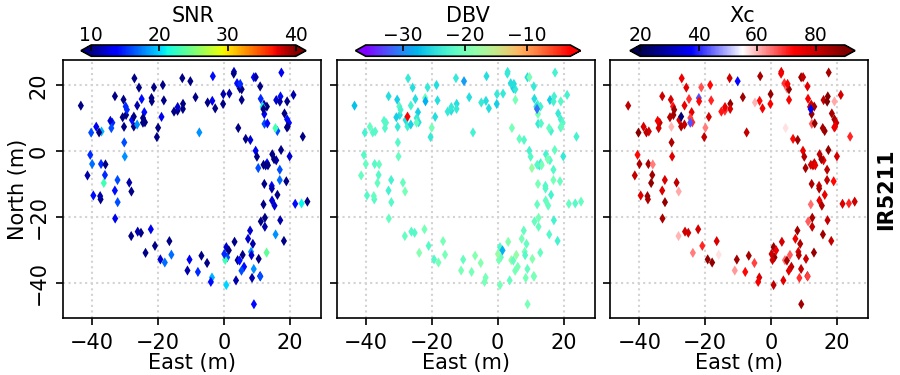 SNR
10 20 30 40
DBV
−30 −20 −10
Xc
20 40 60 80
North (m)
20
0
−20
−40
−40 −20 0 20
East (m)
−40 −20 0 20
East (m)
−40 −20 0 20
East (m)
IR5211